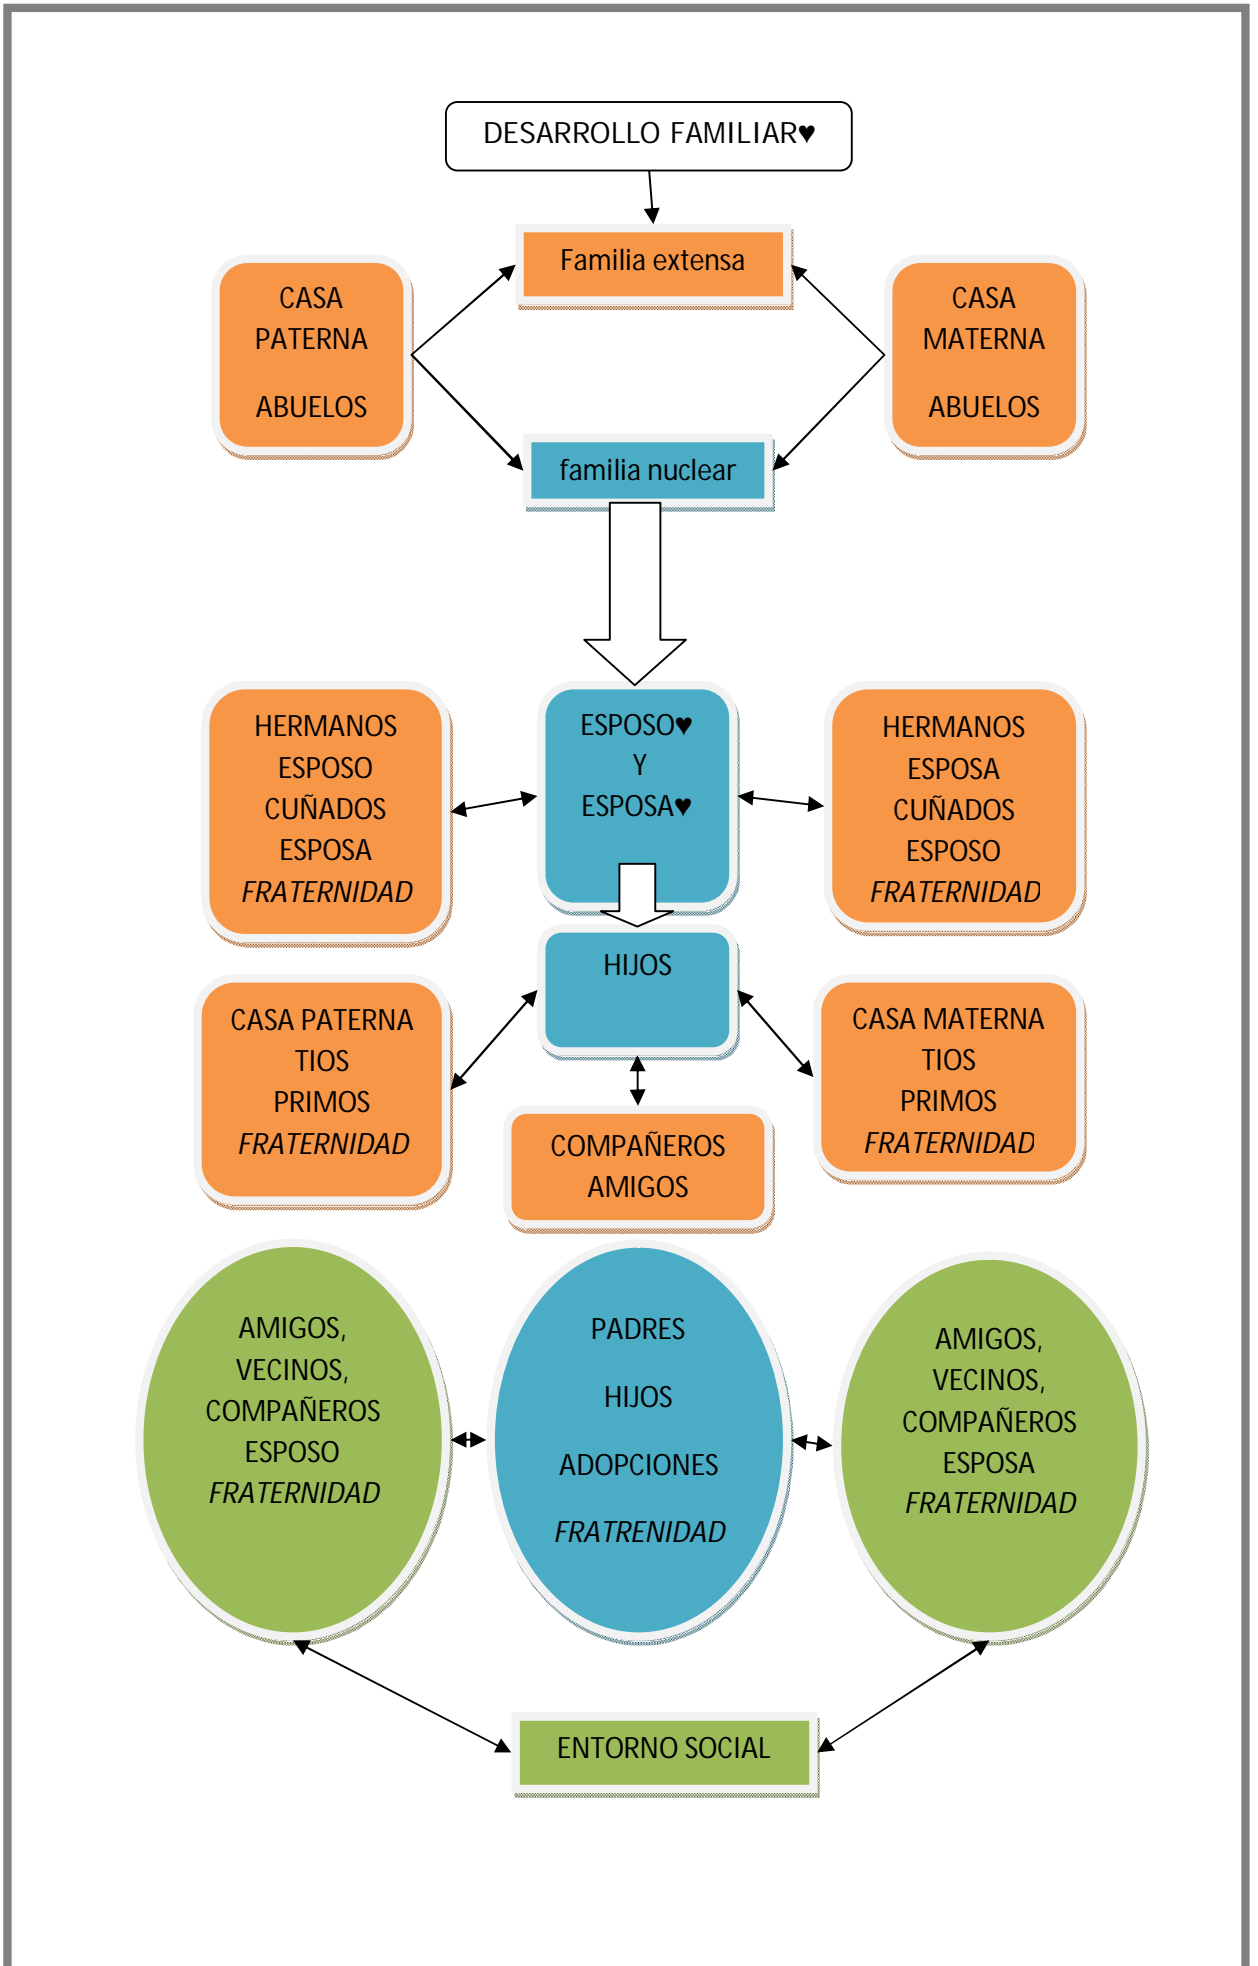 DESARROLLO FAMILIAR♥
Familia extensa
CASA
PATERNA
ABUELOS
CASA
MATERNA
ABUELOS
familia nuclear
HERMANOS
ESPOSO
CUÑADOS
ESPOSA
FRATERNIDAD
ESPOSO♥
Y
ESPOSA♥
HERMANOS
ESPOSA
CUÑADOS
ESPOSO
FRATERNIDAD
HIJOS
CASA PATERNA
TIOS
PRIMOS
FRATERNIDAD
CASA MATERNA
TIOS
PRIMOS
FRATERNIDAD
COMPAÑEROS
AMIGOS
AMIGOS,
VECINOS,
COMPAÑEROS
ESPOSO
FRATERNIDAD
PADRES
HIJOS
ADOPCIONES
FRATRENIDAD
AMIGOS,
VECINOS,
COMPAÑEROS
ESPOSA
FRATERNIDAD
ENTORNO SOCIAL